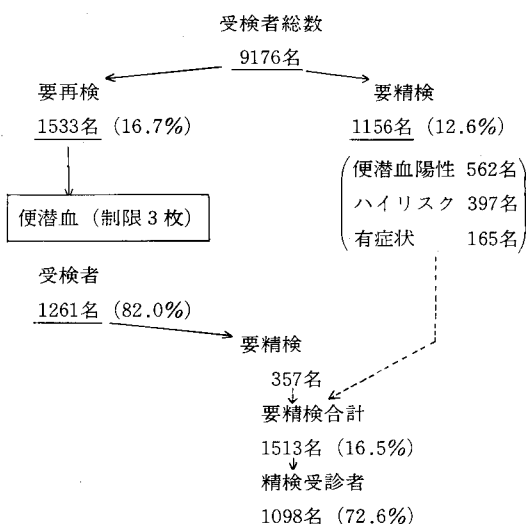 受検者総数
9176名
要再検
1533名 (16.7%)
要精検
1156名 (12.6%)
便潜血陽性 562名
ハイリスク 397名
有症状 165名
便潜血 (制限3枚)
受検者
1261名 (82.0%)
要精検
357名
要精検合計
1513名 (16.5%)
精検受診者
1098名 (72.6%)